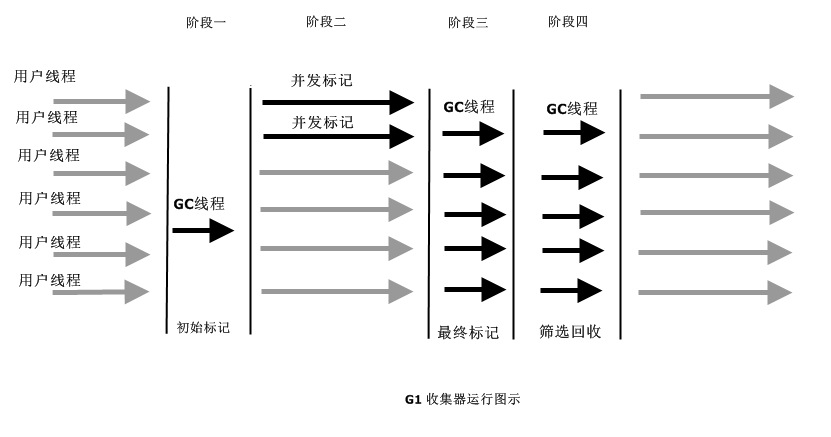 阶段一
阶段二
阶段三
阶段四
用户线程
用户线程
用户线程
用户线程
用户线程
用户线程
GC线程
初始标记
并发标记
并发标记
GC线程
最终标记
GC线程
筛选回收
G1 收集器运行图示